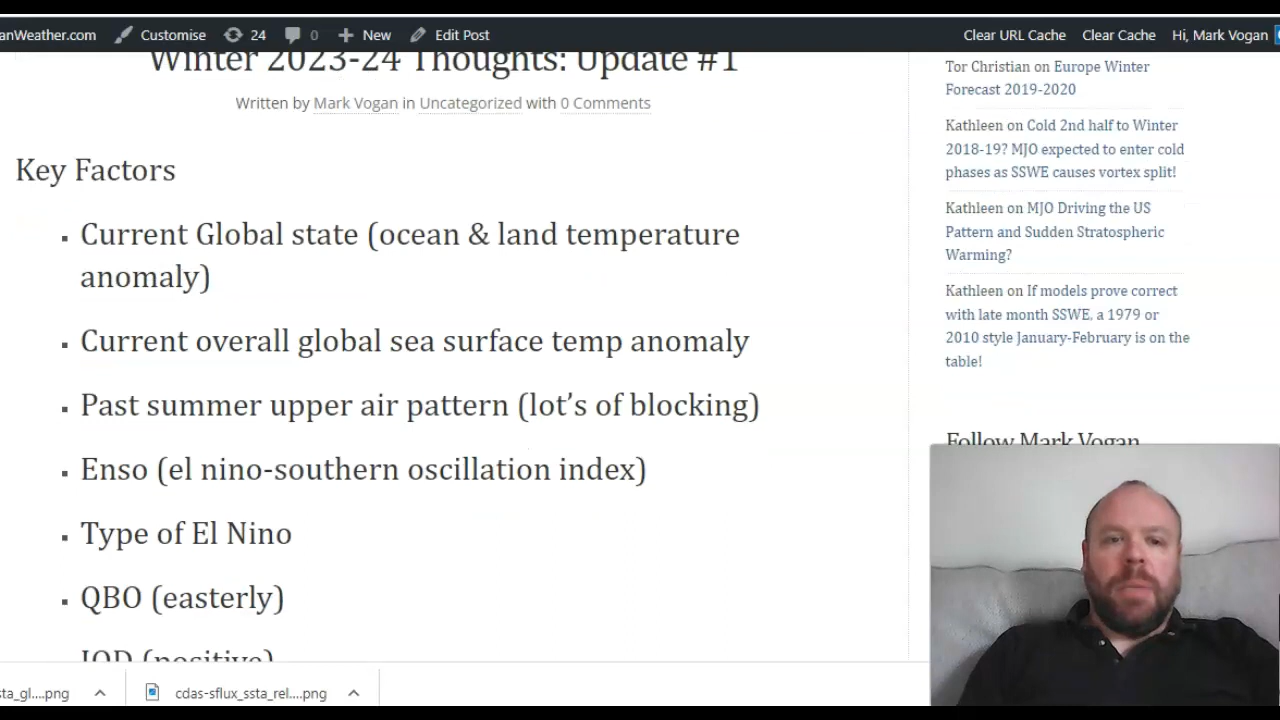 anWeather.com Customise 24 0 New Edit Post Clear URL Cache Clear Cache Hi, Mark Vogan
Winter 2023-24 Thoughts: Update #1
Written by Mark Vogan in Uncategorized with 0 Comments
Key Factors
▪ Current Global state (ocean & land temperature
anomaly)
▪ Current overall global sea surface temp anomaly
▪ Past summer upper air pattern (lot’s of blocking)
▪ Enso (el nino-southern oscillation index)
▪ Type of El Nino
▪ QBO (easterly)
IOD (positive)
Tor Christian on Europe Winter
Forecast 2019-2020
Kathleen on Cold 2nd half to Winter
2018-19? MJO expected to enter cold
phases as SSWE causes vortex split!
Kathleen on MJO Driving the US
Pattern and Sudden Stratospheric
Warming?
Kathleen on If models prove correct
with late month SSWE, a 1979 or
2010 style January-February is on the
table!
Follow Mark Vogan
sta_gl....png cdas-sflux_ssta_rel....png